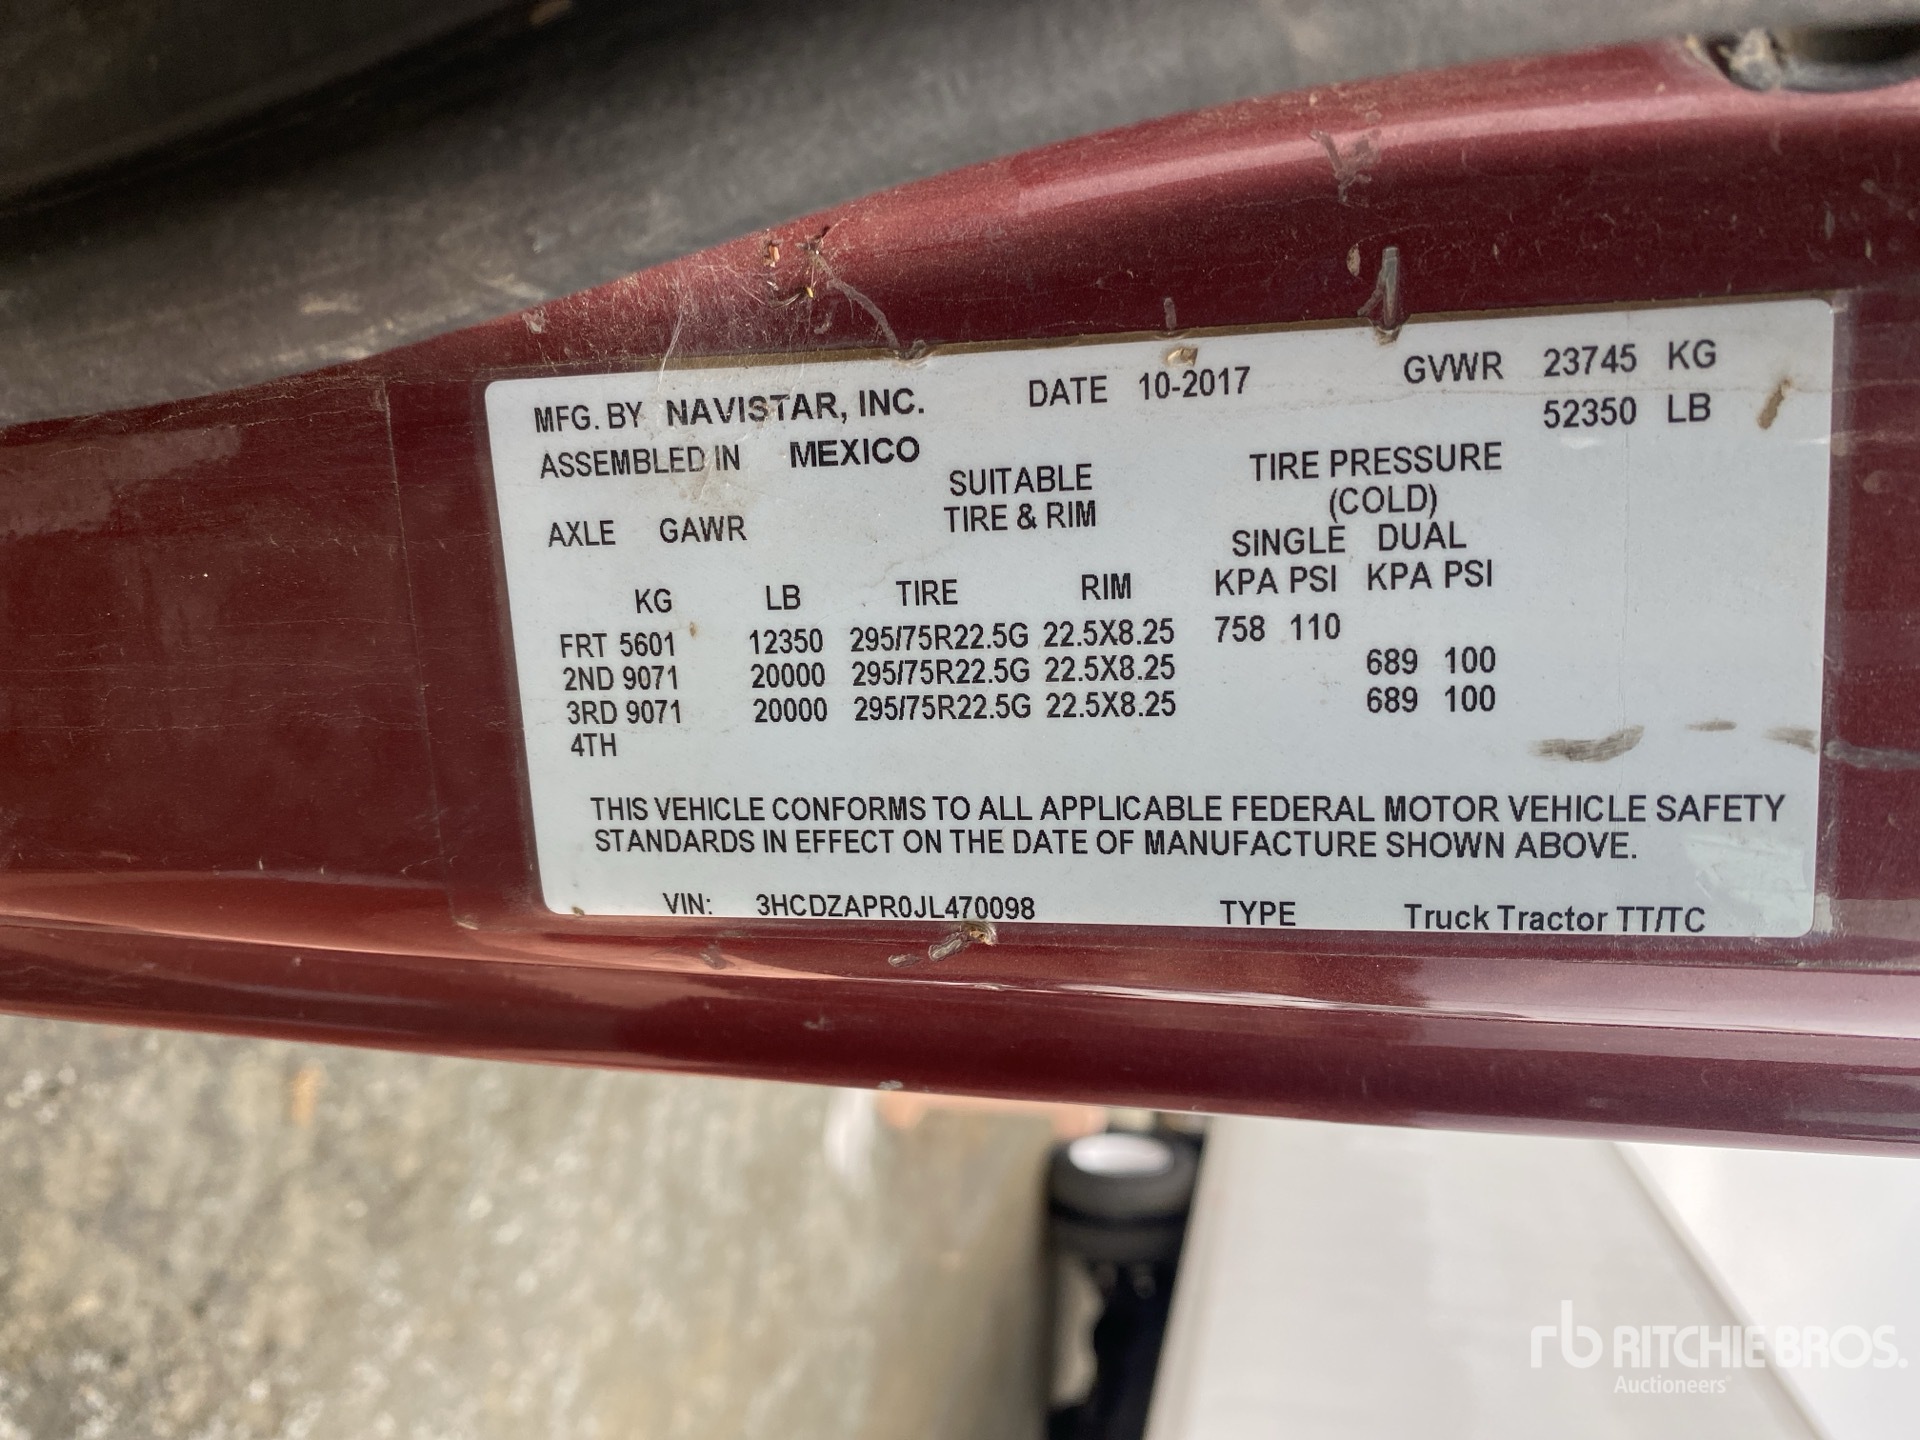 MFG. BY NAVISTAR, INC. DATE 10-2017 GVWR 23745 KG
52350 LB
ASSEMBLED IN MEXICO
SUITABLE TIRE PRESSURE
AXLE GAWR TIRE & RIM (COLD)
SINGLE DUAL
KG LB TIRE RIM KPA PSI KPA PSI
FRT 5601 12350 295/75R22.5G 22.5X8.25 758 110
2ND 9071 20000 295/75R22.5G 22.5X8.25 689 100
3RD 9071 20000 295/75R22.5G 22.5X8.25 689 100
4TH
THIS VEHICLE CONFORMS TO ALL APPLICABLE FEDERAL MOTOR VEHICLE SAFETY
STANDARDS IN EFFECT ON THE DATE OF MANUFACTURE SHOWN ABOVE.
VIN: 3HCDZAPR0JL470098 TYPE Truck Tractor TT/TC
rb RITCHIE BROS.
Auctioneers